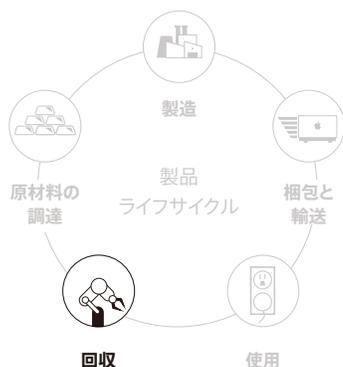 製造
原材料の
調達
製品
ライフサイクル
梱包と
輸送
回収
使用